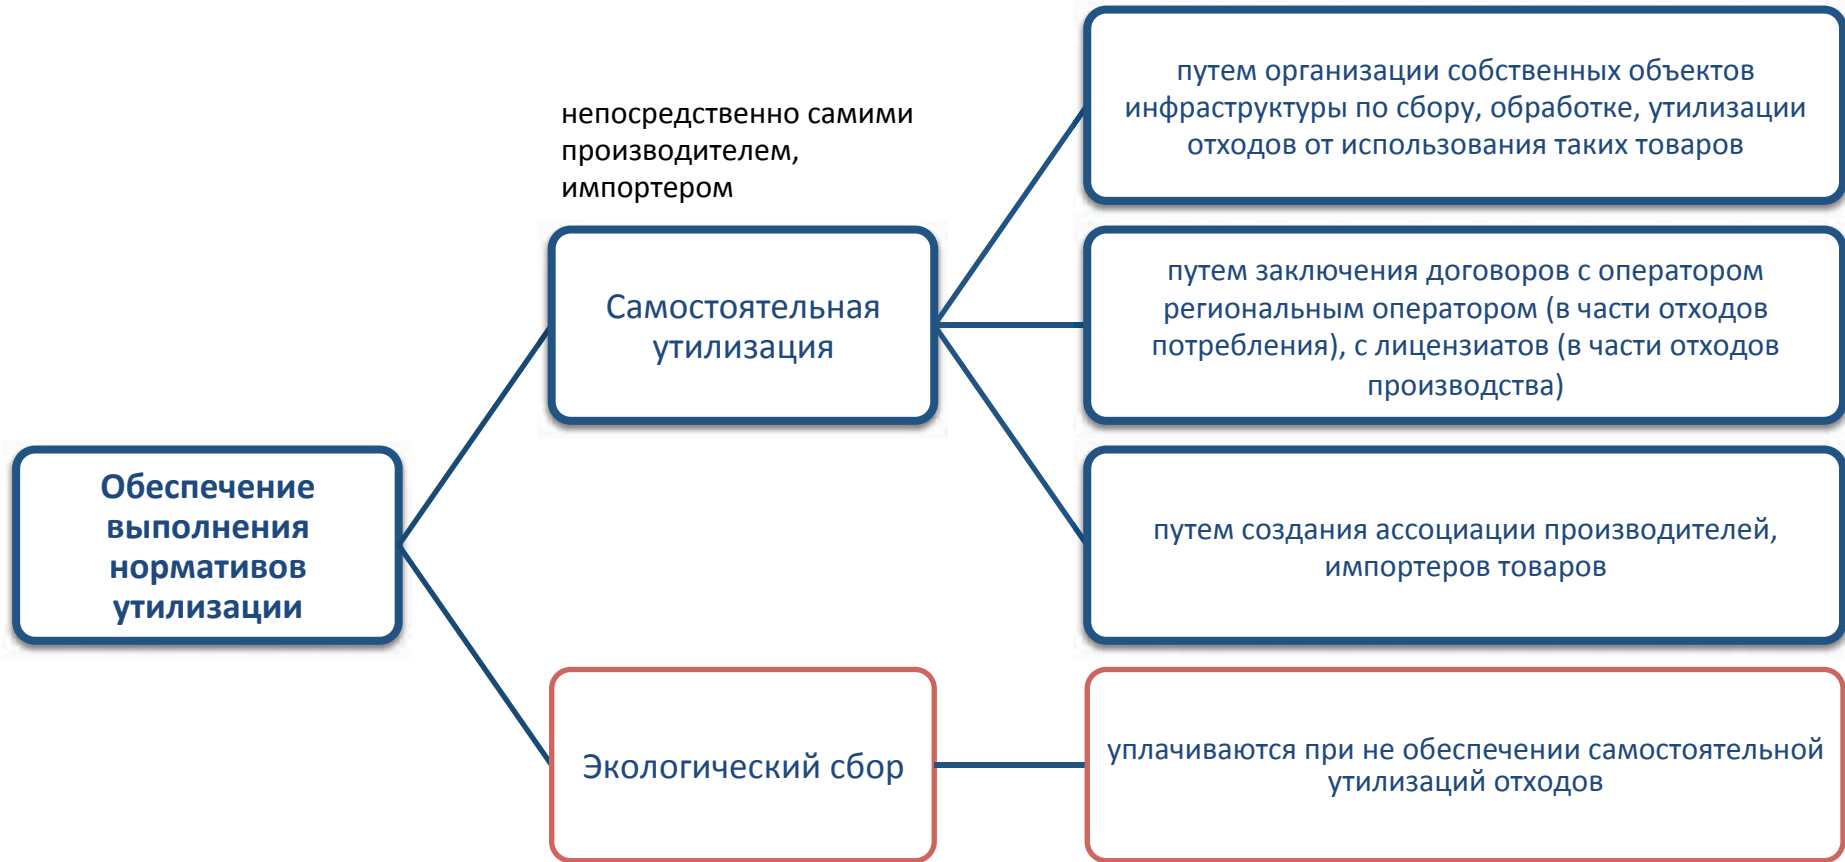 путем организации собственных объектов
инфраструктуры по сбору, обработке, утилизации
отходов от использования таких товаров
непосредственно самими
производителем,
импортером
Самостоятельная
утилизация
путем заключения договоров с оператором
региональным оператором (в части отходов
потребления), с лицензиатов (в части отходов
производства)
Обеспечение
выполнения
нормативов
утилизации
путем создания ассоциации производителей,
импортеров товаров
Экологический сбор
уплачиваются при не обеспечении самостоятельной
утилизаций отходов